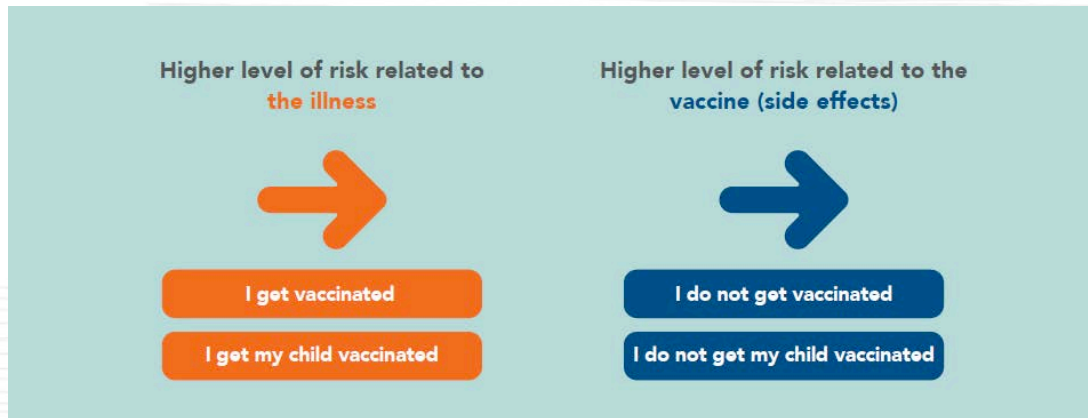 Higher level of risk related to
the illness
I get vaccinated
I get my child vaccinated
Higher level of risk related to the
vaccine (side effects)
I do not get vaccinated
I do not get my child vaccinated